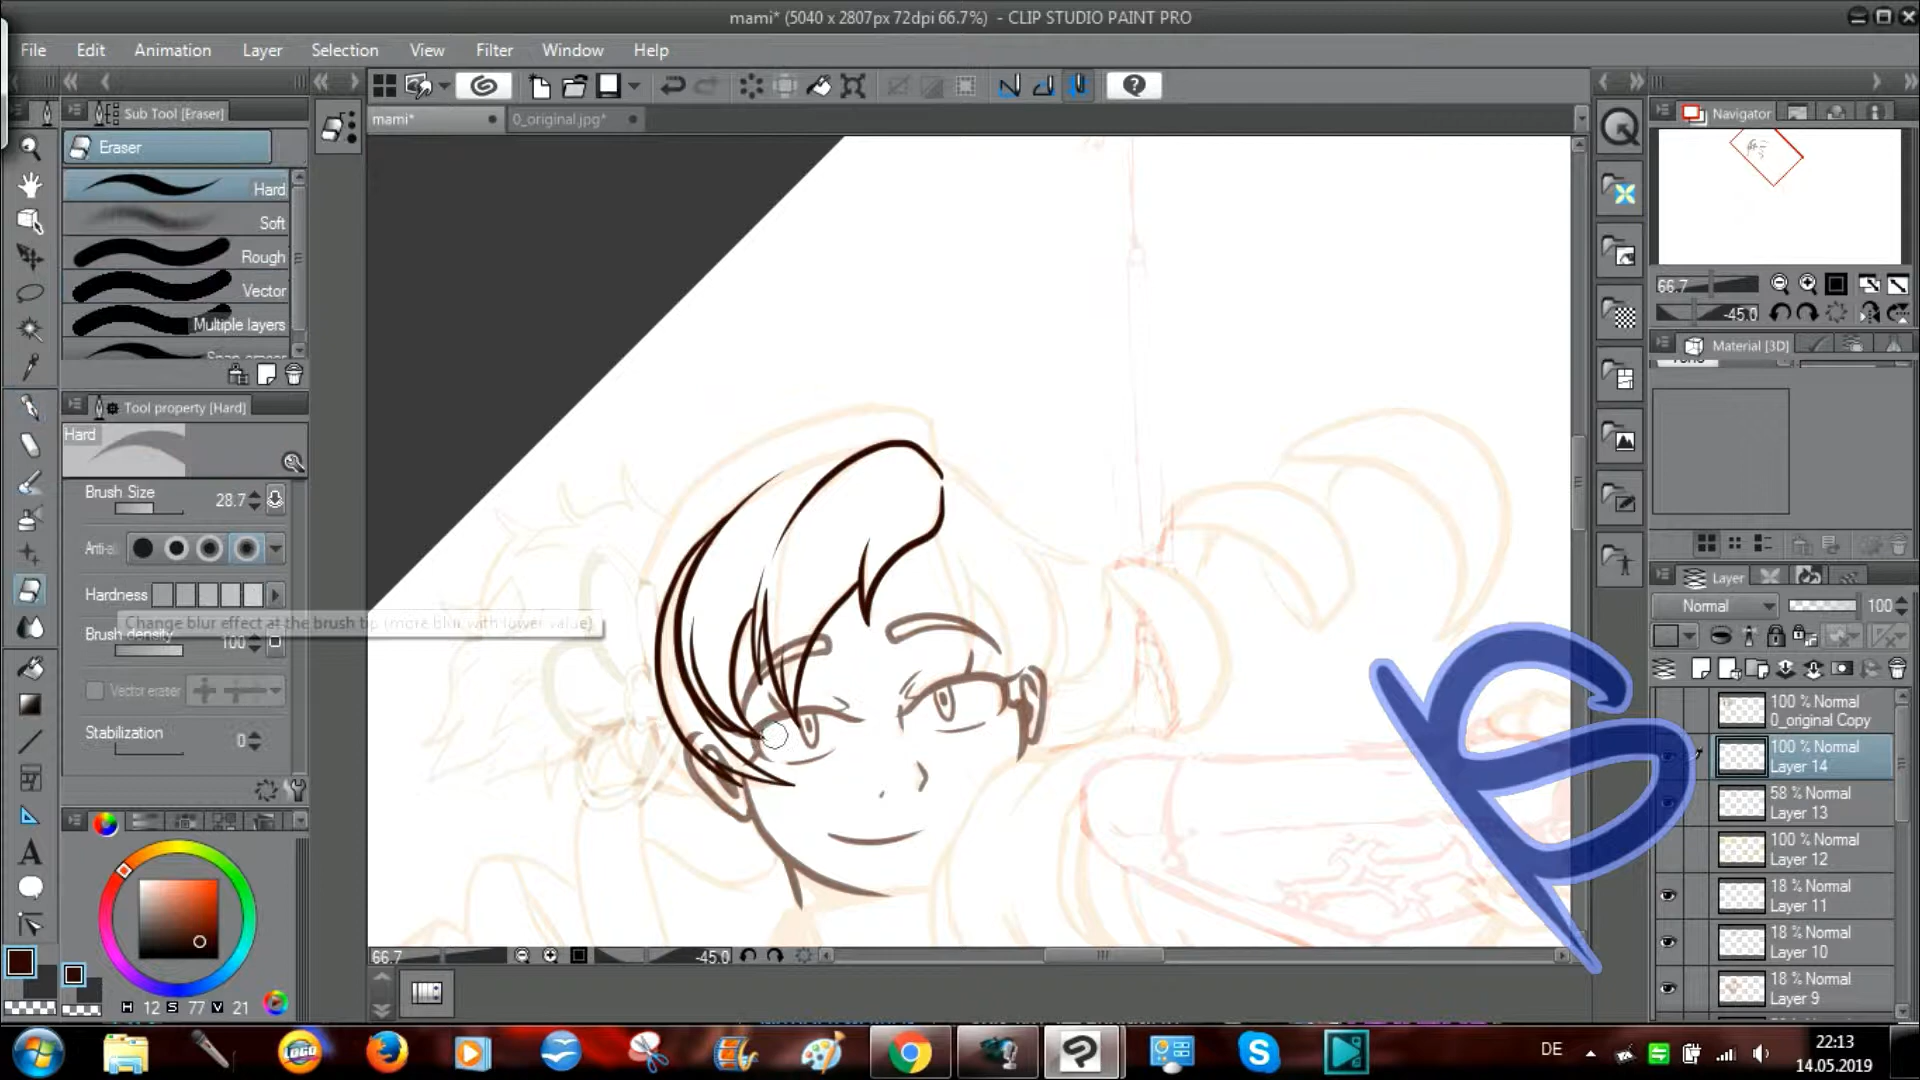 mami* (5040 x 2807px 72dpi 66.7%) - CLIP STUDIO PAINT PRO
File Edit Animation Layer Selection View Filter Window Help
Sub Tool [Eraser]
Eraser
Hard
Soft
Rough
Vector
Multiple layers
Snap eraser
Tool property [Hard]
Hard
Brush Size 28.7
Hardness
Change blur effect at the brush tip (more blur with lower value)
Brush density 100
Vector eraser
Stabilization 0
H 12 S 77 V 21
mami* 0_original.jpg*
66.7 -45.0
Navigator
66.7
-45.0
Material [3D]
Layer
Normal 100
100 % Normal
0_original Copy
100 % Normal
Layer 14
58 % Normal
Layer 13
100 % Normal
Layer 12
18 % Normal
Layer 11
18 % Normal
Layer 10
18 % Normal
Layer 9
LOGO
DE
22:13
14.05.2019